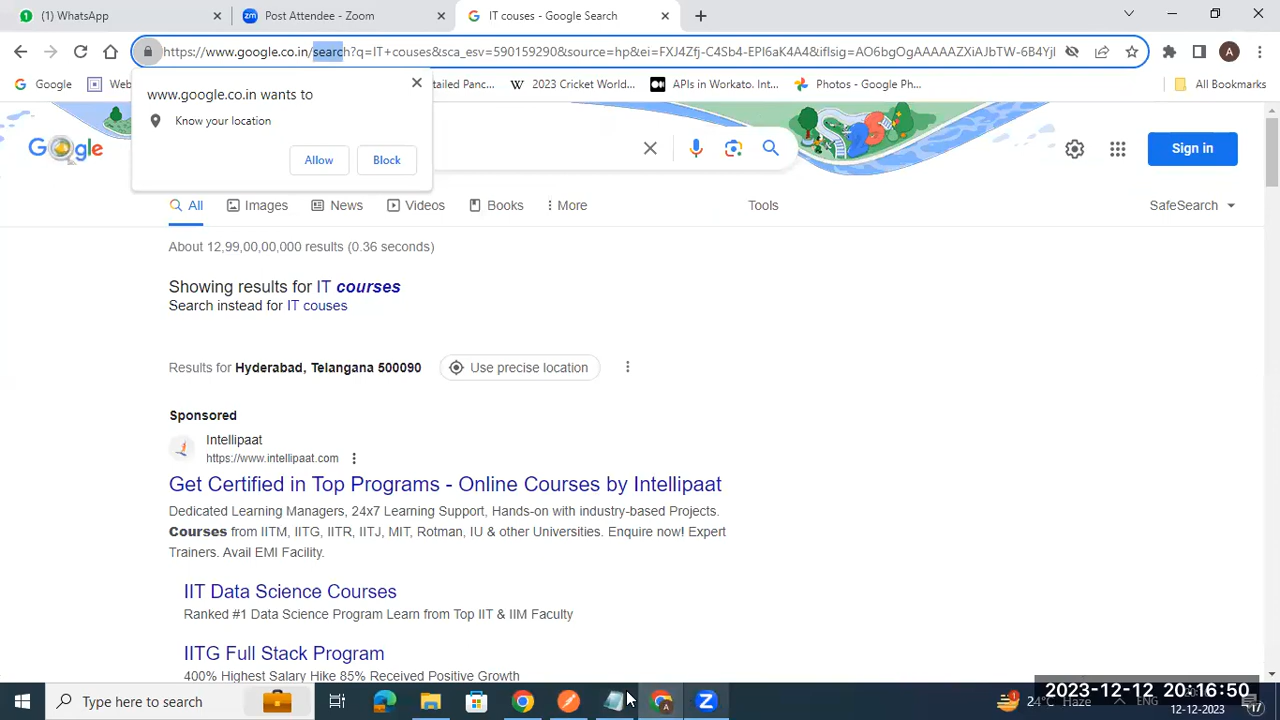 (1) WhatsApp
Post Attendee - Zoom
IT couses - Google Search
https://www.google.co.in/search?q=IT+couses&sca_esv=590159290&source=hp&ei=FXJ4Zfj-C4Sb4-EPI6aK4A4&iflsig=AO6bgOgAAAAAZXiAJbTW-6B4Yjl
A
Google
Web
tailed Panc...
2023 Cricket World...
APIs in Workato. Int...
Photos - Google Ph...
All Bookmarks
www.google.co.in wants to
Know your location
Allow
Block
Sign in
All
Images
News
Videos
Books
More
Tools
SafeSearch
About 12,99,00,00,000 results (0.36 seconds)
Showing results for IT courses
Search instead for IT couses
Results for Hyderabad, Telangana 500090
Use precise location
Sponsored
Intellipaat
https://www.intellipaat.com
Get Certified in Top Programs - Online Courses by Intellipaat
Dedicated Learning Managers, 24x7 Learning Support, Hands-on with industry-based Projects.
Courses from IITM, IITG, IITR, IITJ, MIT, Rotman, IU & other Universities. Enquire now! Expert
Trainers. Avail EMI Facility.
IIT Data Science Courses
Ranked #1 Data Science Program Learn from Top IIT & IIM Faculty
IITG Full Stack Program
400% Highest Salary Hike 85% Received Positive Growth
Type here to search
24°C Haze
ENG
2023-12-12 20:16:50
12-12-2023
17